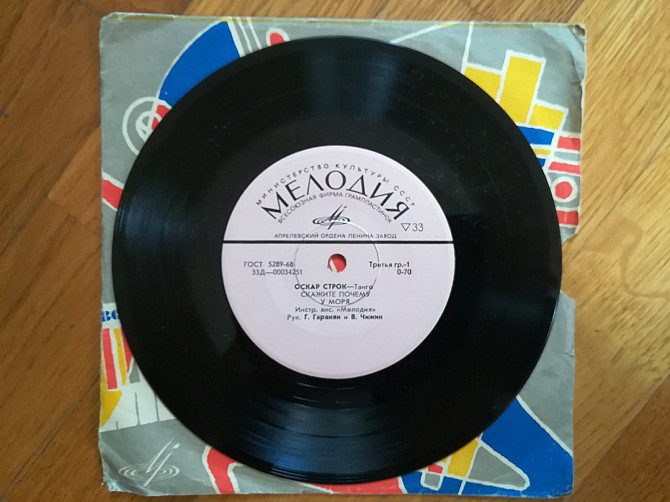 МИНИСТЕРСТВО КУЛЬТУРЫ СССР
МЕЛОДИЯ
ВСЕСОЮЗНАЯ ФИРМА ГРАМПЛАСТИНОК
▽33
АПРЕЛЕВСКИЙ ОРДЕНА ЛЕНИНА ЗАВОД
ГОСТ 5289-68 Третья гр.-1
33Д—00034251 0-70
ОСКАР СТРОК—Танго
СКАЖИТЕ ПОЧЕМУ
У МОРЯ
Инстр. анс. «Мелодия»
Рук. Г. Гаранян и В. Чижик